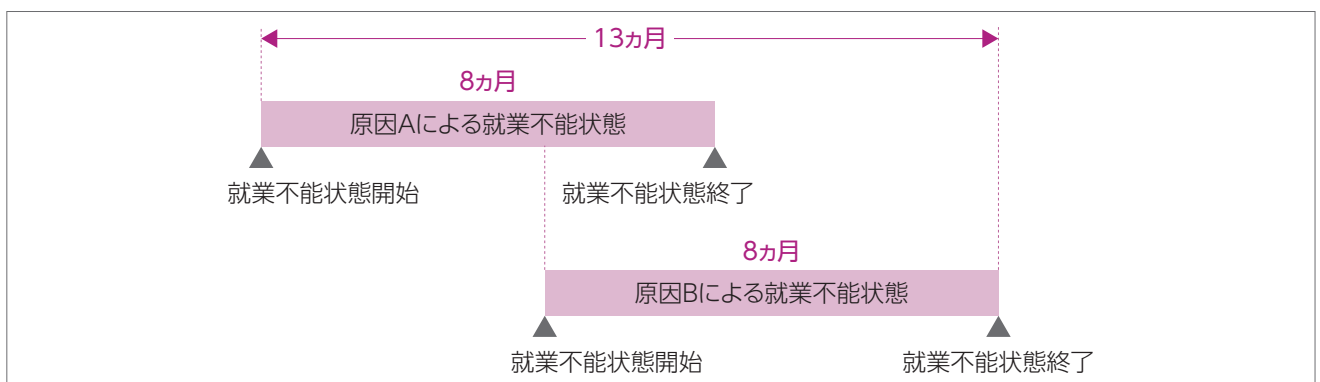 13ヵ月
8ヵ月
原因Aによる就業不能状態
就業不能状態開始
就業不能状態終了
8ヵ月
原因Bによる就業不能状態
就業不能状態開始
就業不能状態終了